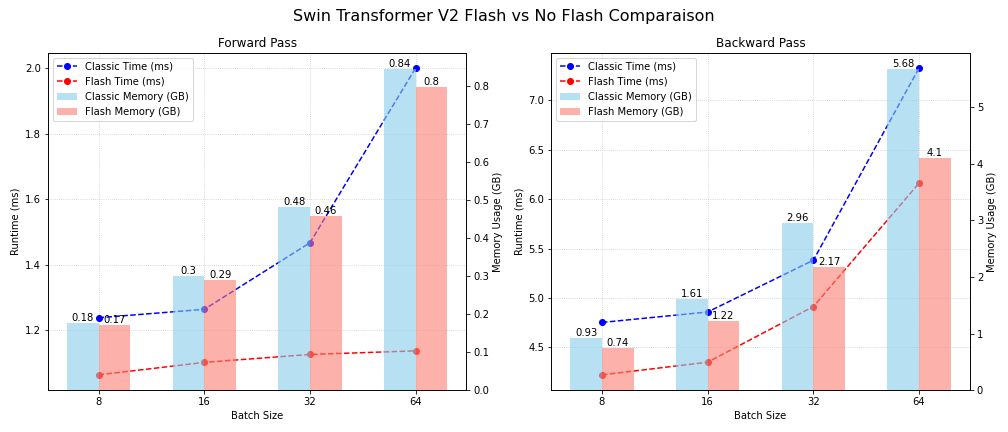 Swin Transformer V2 Flash vs No Flash Comparaison
Forward Pass
Classic Time (ms)
Flash Time (ms)
Classic Memory (GB)
Flash Memory (GB)
2.0
1.8
1.6
1.4
1.2
Runtime (ms)
0.18
0.17
0.3
0.29
0.48
0.46
0.84
0.8
0.8
0.7
0.6
0.5
0.4
0.3
0.2
0.1
0.0
Memory Usage (GB)
8 16 32 64
Batch Size
Backward Pass
Classic Time (ms)
Flash Time (ms)
Classic Memory (GB)
Flash Memory (GB)
7.0
6.5
6.0
5.5
5.0
4.5
Runtime (ms)
0.93
0.74
1.61
1.22
2.96
2.17
5.68
4.1
5
4
3
2
1
0
Memory Usage (GB)
8 16 32 64
Batch Size